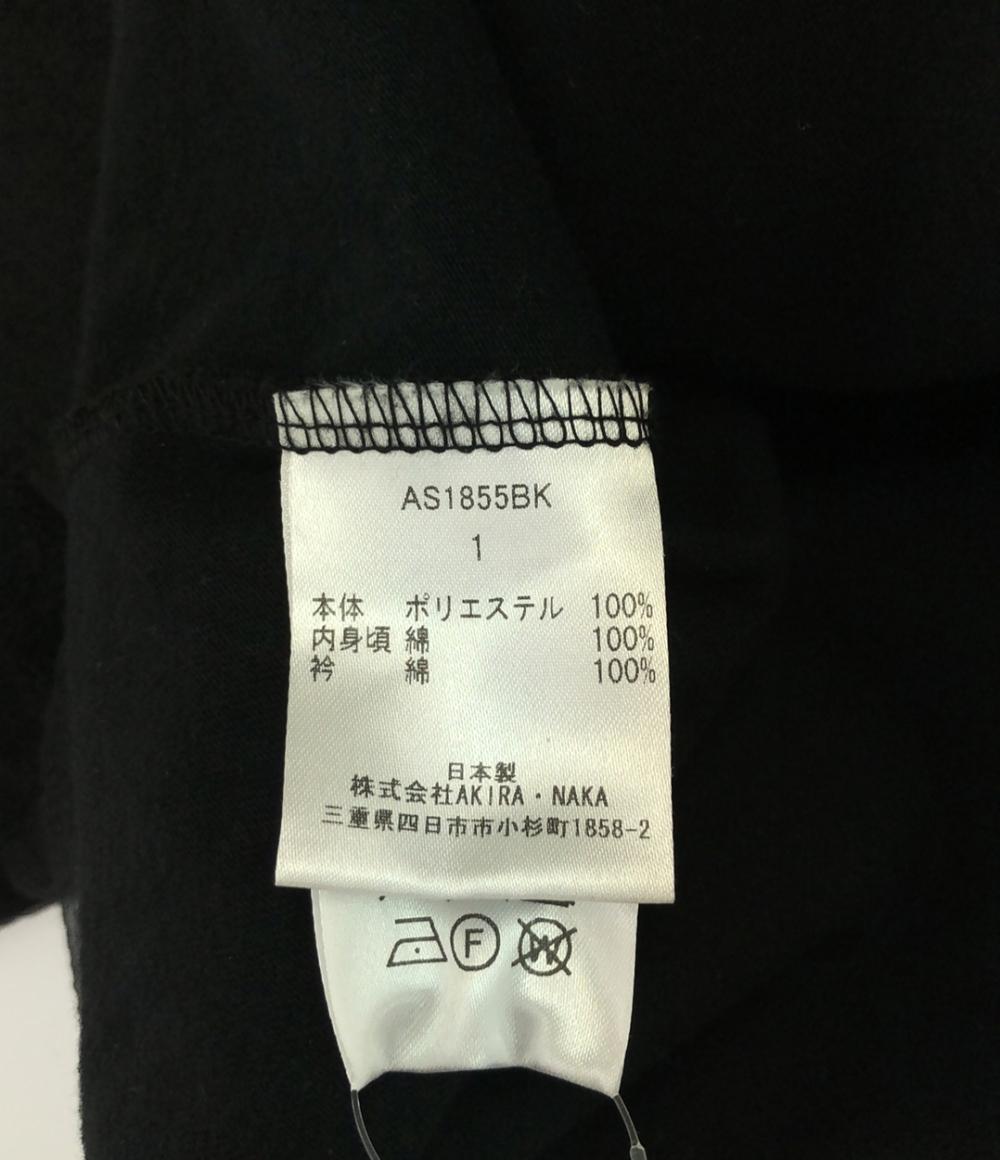 AS1855BK
1
本体 ポリエステル 100%
内身頃 綿 100%
衿 綿 100%
日本製
株式会社AKIRA・NAKA
三重県四日市市小杉町1858-2
F
W